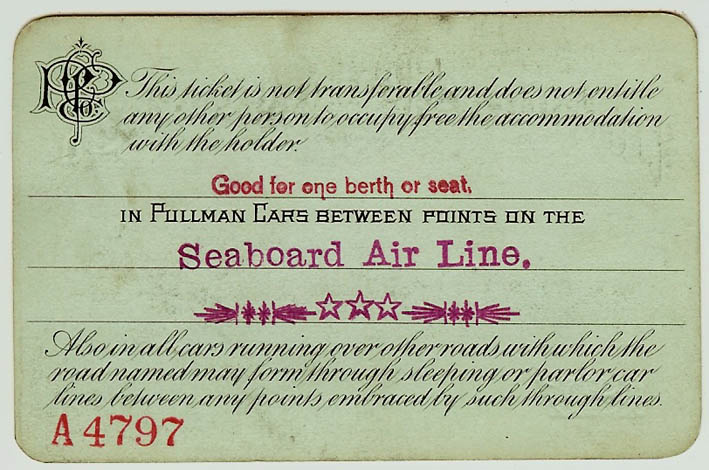 PPC Co.
This ticket is not transferable and does not entitle
any other person to occupy free the accommodation
with the holder.
Good for one berth or seat,
IN PULLMAN CARS BETWEEN POINTS ON THE
Seaboard Air Line.
Also in all cars running over other roads with which the
road named may form through sleeping or parlor car
lines between any points embraced by such through lines.
A 4797